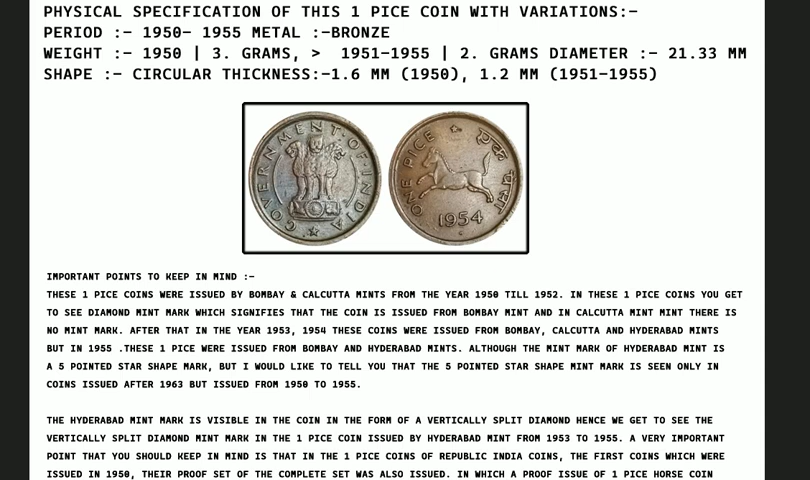 PHYSICAL SPECIFICATION OF THIS 1 PICE COIN WITH VARIATIONS:-
PERIOD :- 1950- 1955 METAL :-BRONZE
WEIGHT :- 1950 | 3. GRAMS, > 1951-1955 | 2. GRAMS DIAMETER :- 21.33 MM
SHAPE :- CIRCULAR THICKNESS:-1.6 MM (1950), 1.2 MM (1951-1955)
GOVERNMENT·OF·INDIA
ONE PICE
एक पैसा
1954
IMPORTANT POINTS TO KEEP IN MIND :-
THESE 1 PICE COINS WERE ISSUED BY BOMBAY & CALCUTTA MINTS FROM THE YEAR 1950 TILL 1952. IN THESE 1 PICE COINS YOU GET
TO SEE DIAMOND MINT MARK WHICH SIGNIFIES THAT THE COIN IS ISSUED FROM BOMBAY MINT AND IN CALCUTTA MINT MINT THERE IS
NO MINT MARK. AFTER THAT IN THE YEAR 1953, 1954 THESE COINS WERE ISSUED FROM BOMBAY, CALCUTTA AND HYDERABAD MINTS
BUT IN 1955 .THESE 1 PICE WERE ISSUED FROM BOMBAY AND HYDERABAD MINTS. ALTHOUGH THE MINT MARK OF HYDERABAD MINT IS
A 5 POINTED STAR SHAPE MARK, BUT I WOULD LIKE TO TELL YOU THAT THE 5 POINTED STAR SHAPE MINT MARK IS SEEN ONLY IN
COINS ISSUED AFTER 1963 BUT ISSUED FROM 1950 TO 1955.
THE HYDERABAD MINT MARK IS VISIBLE IN THE COIN IN THE FORM OF A VERTICALLY SPLIT DIAMOND HENCE WE GET TO SEE THE
VERTICALLY SPLIT DIAMOND MINT MARK IN THE 1 PICE COIN ISSUED BY HYDERABAD MINT FROM 1953 TO 1955. A VERY IMPORTANT
POINT THAT YOU SHOULD KEEP IN MIND IS THAT IN THE 1 PICE COINS OF REPUBLIC INDIA COINS, THE FIRST COINS WHICH WERE
ISSUED IN 1950, THEIR PROOF SET OF THE COMPLETE SET WAS ALSO ISSUED. IN WHICH A PROOF ISSUE OF 1 PICE HORSE COIN